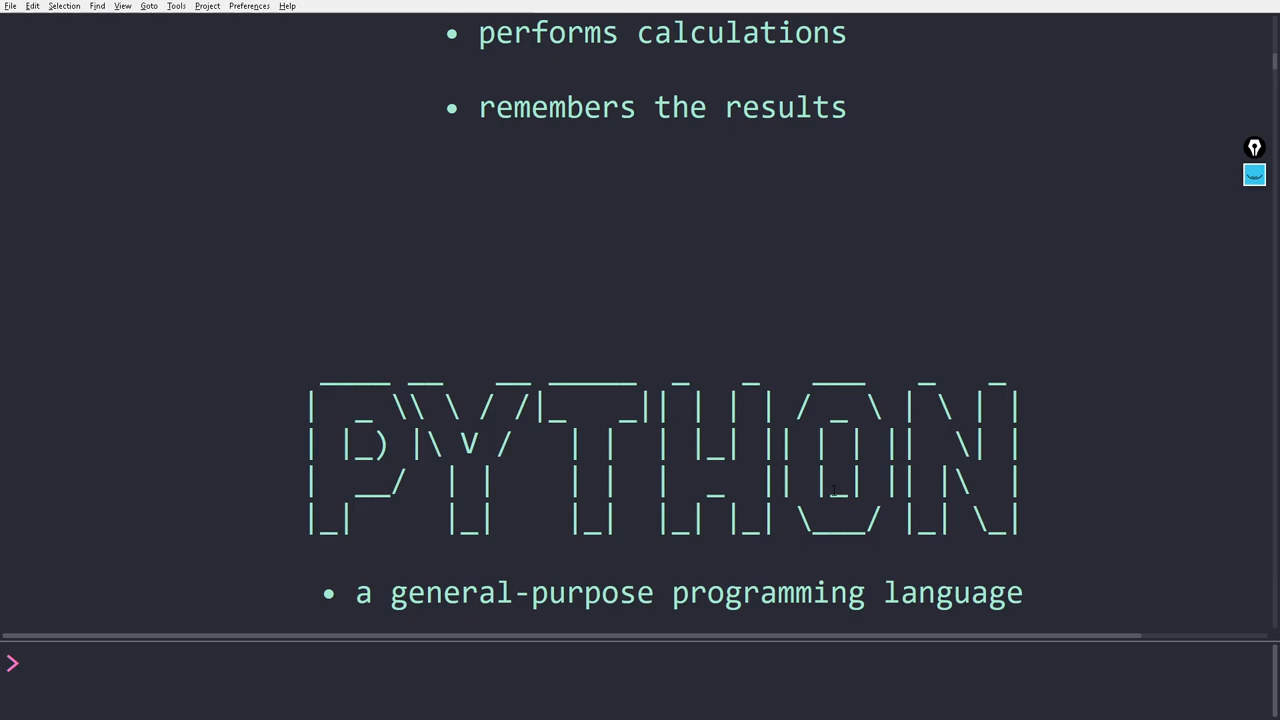 File Edit Selection Find View Goto Tools Project Preferences Help
• performs calculations
• remembers the results
PYTHON
• a general-purpose programming language
>